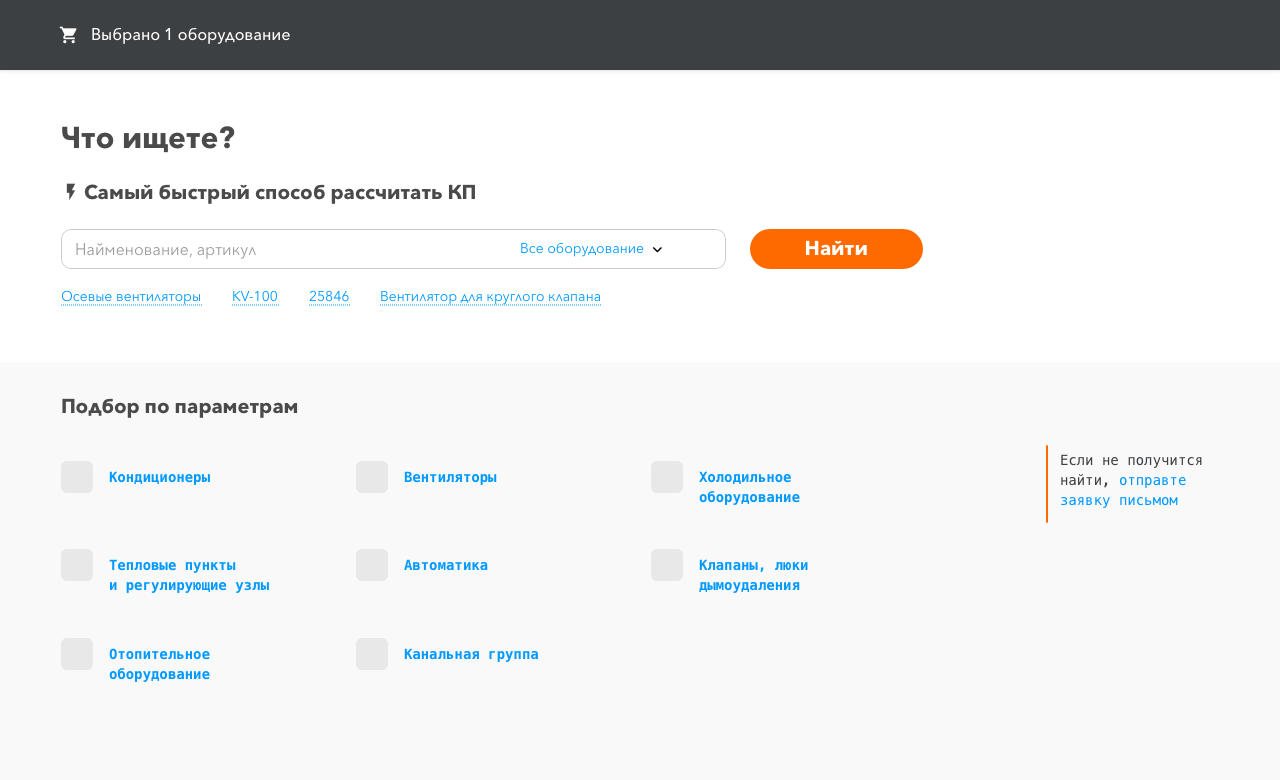 Выбрано 1 оборудование
Что ищете?
Самый быстрый способ рассчитать КП
Найменование, артикул
Все оборудование
Найти
Осевые вентиляторы
KV-100
25846
Вентилятор для круглого клапана
Подбор по параметрам
Кондиционеры
Вентиляторы
Холодильное
оборудование
Если не получится
найти, отправте
заявку письмом
Тепловые пункты
и регулирующие узлы
Автоматика
Клапаны, люки
дымоудаления
Отопительное
оборудование
Канальная группа